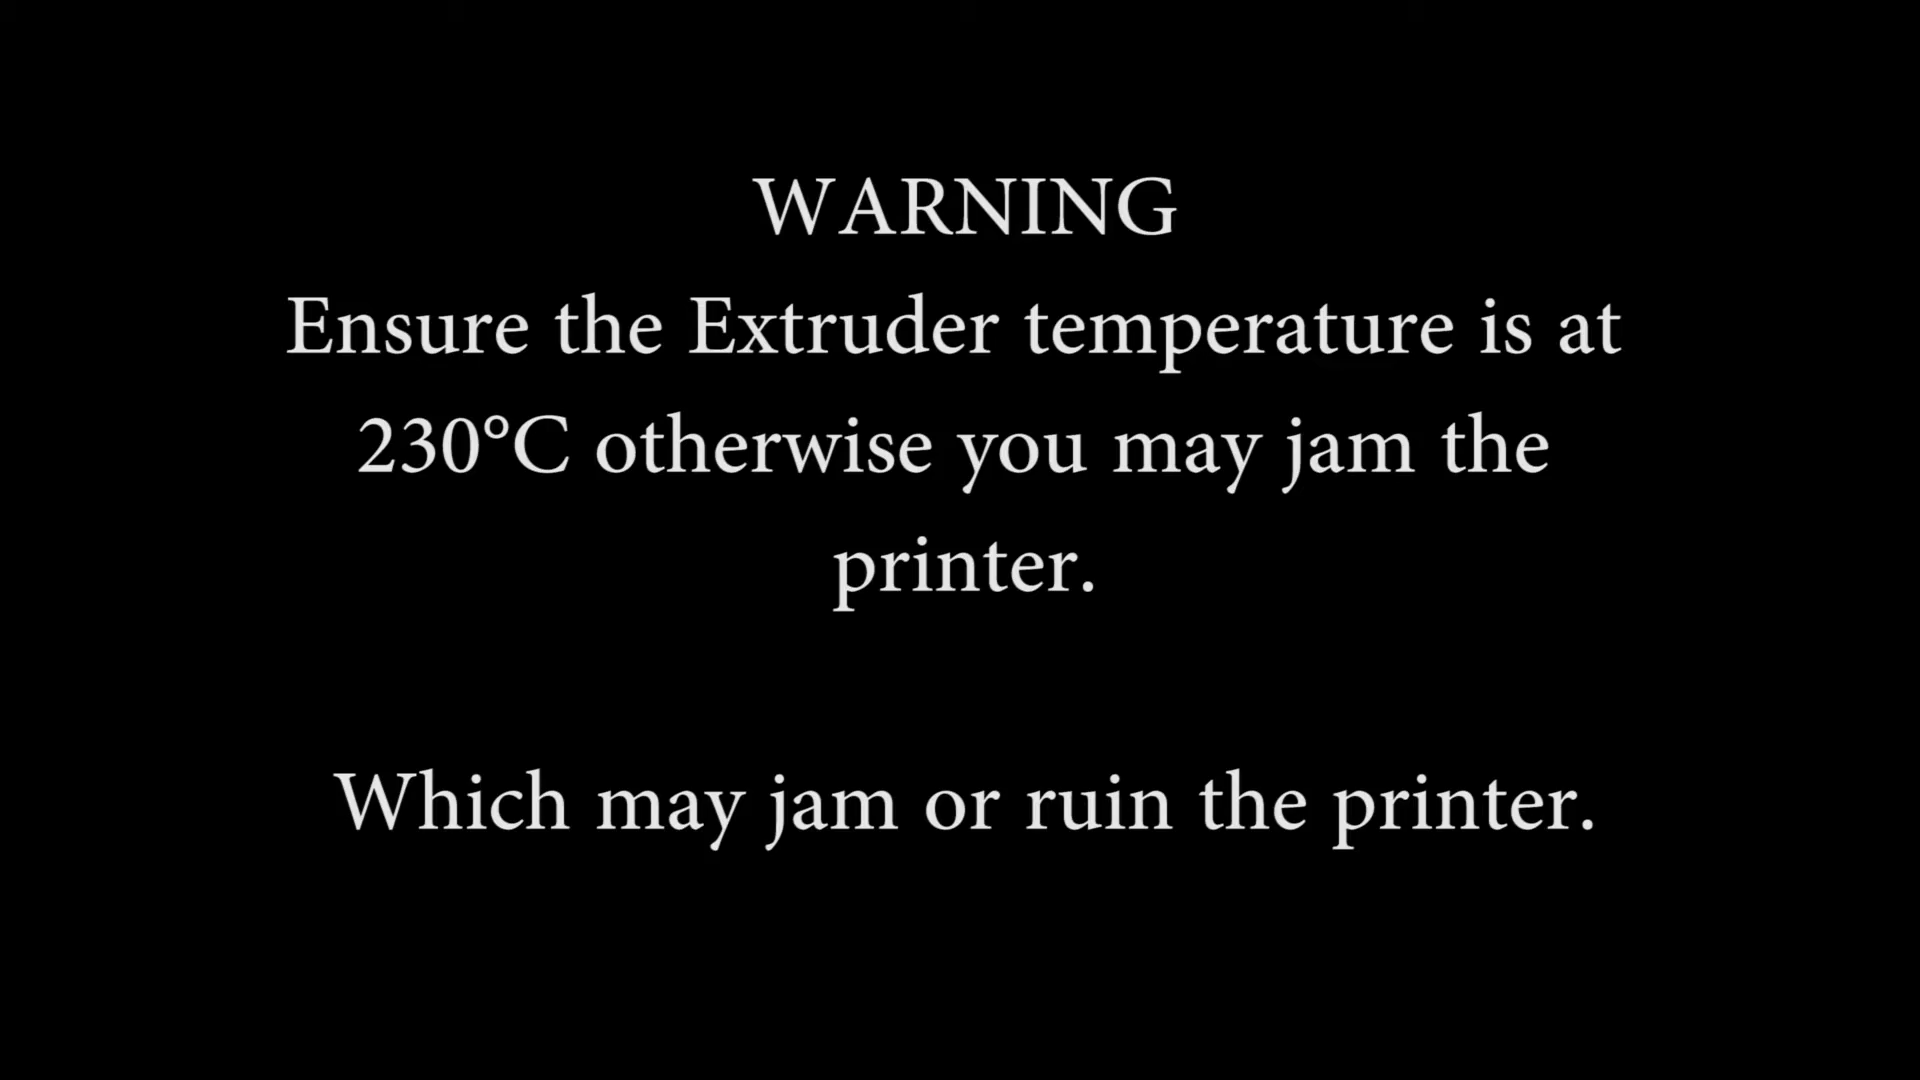 WARNING
Ensure the Extruder temperature is at
230°C otherwise you may jam the
printer.
Which may jam or ruin the printer.